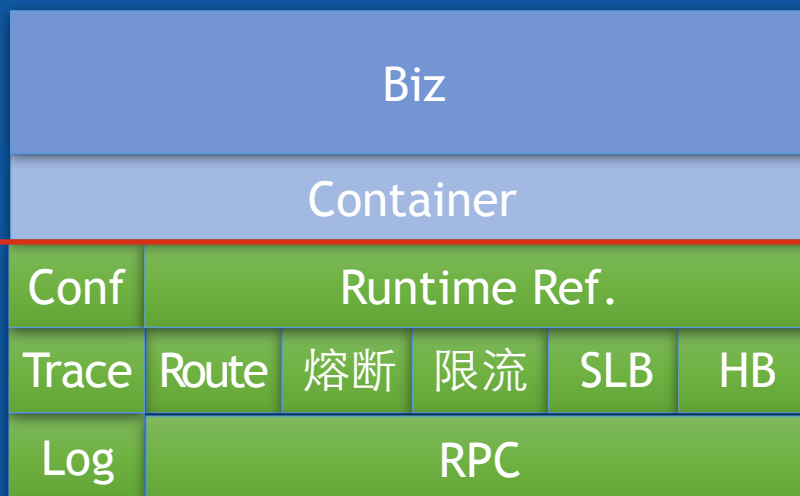 Biz
Container
Conf Runtime Ref.
Trace Route 熔断 限流 SLB HB
Log RPC